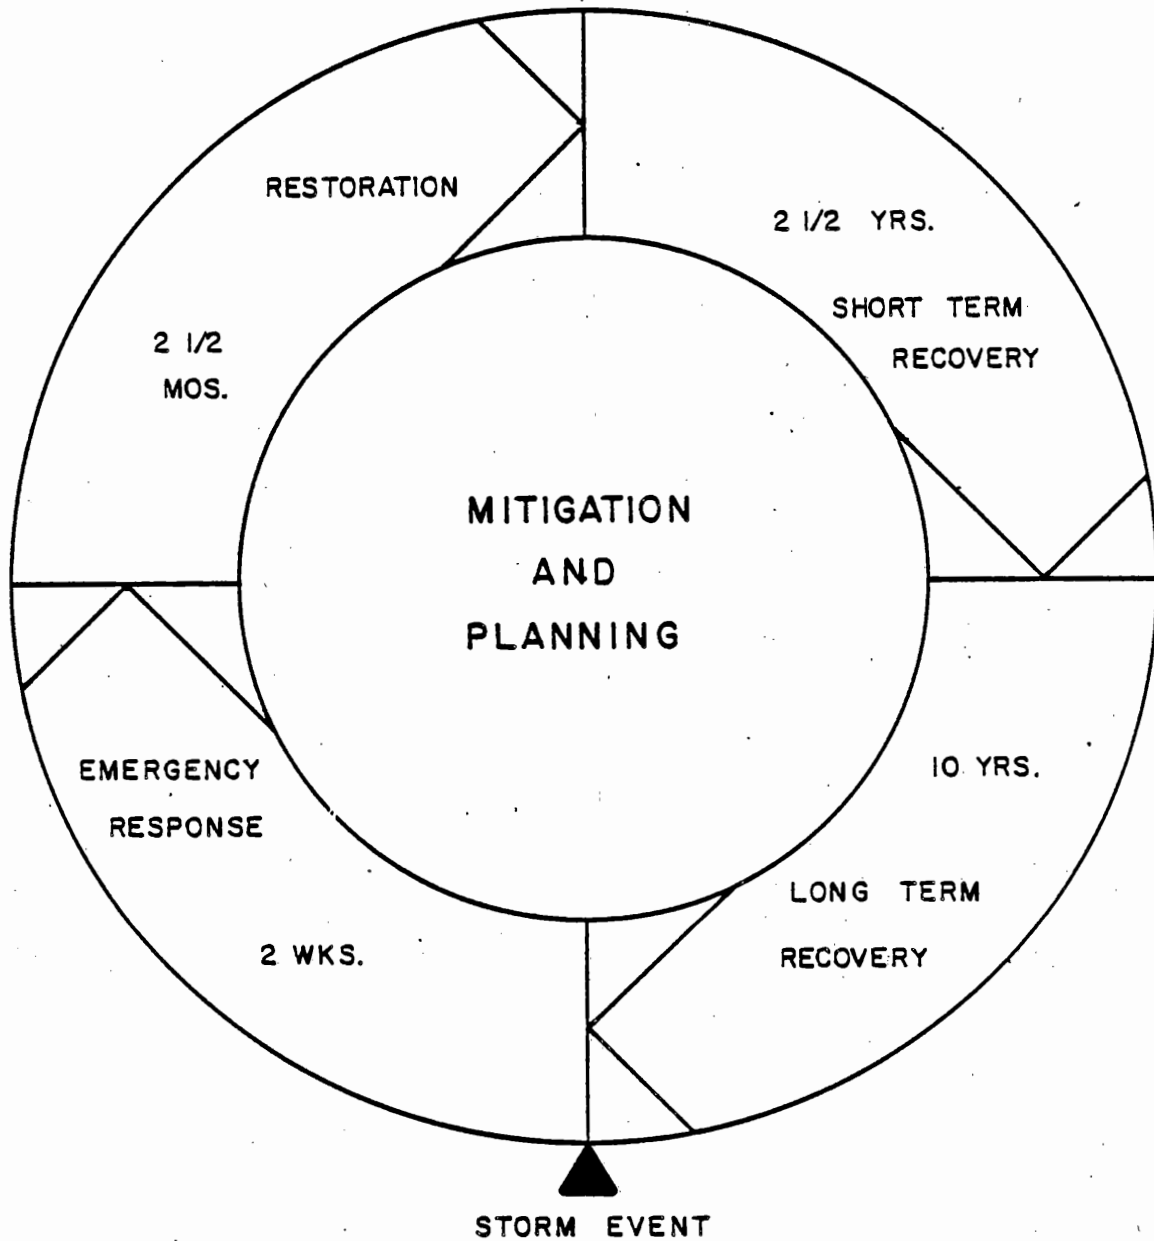 RESTORATION
2 1/2
MOS.
2 1/2 YRS.
SHORT TERM
RECOVERY
MITIGATION
AND
PLANNING
EMERGENCY
RESPONSE
2 WKS.
10 YRS.
LONG TERM
RECOVERY
STORM EVENT